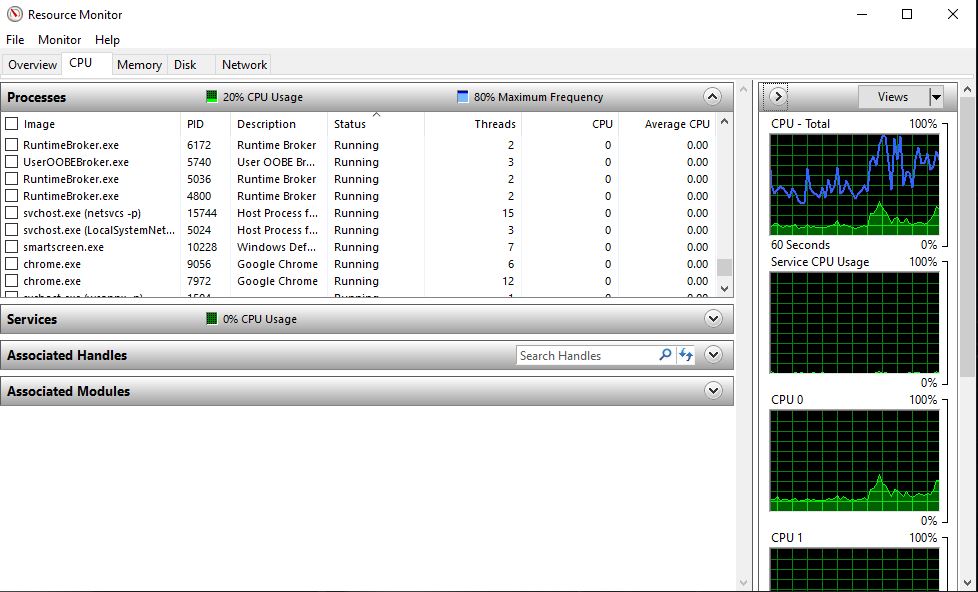 Resource Monitor
File Monitor Help
Overview CPU Memory Disk Network
Processes 20% CPU Usage 80% Maximum Frequency
Image PID Description Status Threads CPU Average CPU
RuntimeBroker.exe 6172 Runtime Broker Running 2 0 0.00
UserOOBEBroker.exe 5740 User OOBE Br... Running 3 0 0.00
RuntimeBroker.exe 5036 Runtime Broker Running 2 0 0.00
RuntimeBroker.exe 4800 Runtime Broker Running 2 0 0.00
svchost.exe (netsvcs -p) 15744 Host Process f... Running 15 0 0.00
svchost.exe (LocalSystemNet... 5024 Host Process f... Running 3 0 0.00
smartscreen.exe 10228 Windows Def... Running 7 0 0.00
chrome.exe 9056 Google Chrome Running 6 0 0.00
chrome.exe 7972 Google Chrome Running 12 0 0.00
Services 0% CPU Usage
Associated Handles Search Handles
Associated Modules
Views
CPU - Total 100%
60 Seconds 0%
Service CPU Usage 100%
0%
CPU 0 100%
0%
CPU 1 100%